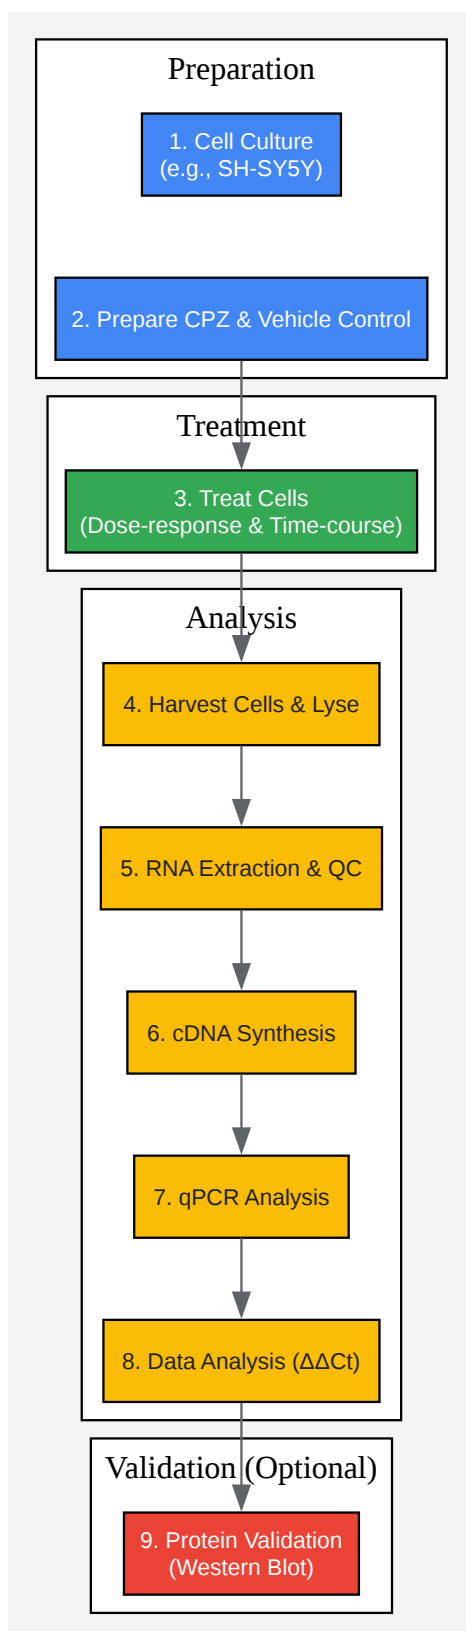 Preparation
1. Cell Culture
(e.g., SH-SY5Y)
2. Prepare CPZ & Vehicle Control
Treatment
3. Treat Cells
(Dose-response & Time-course)
Analysis
4. Harvest Cells & Lyse
5. RNA Extraction & QC
6. cDNA Synthesis
7. qPCR Analysis
8. Data Analysis (ΔΔCt)
Validation (Optional)
9. Protein Validation
(Western Blot)